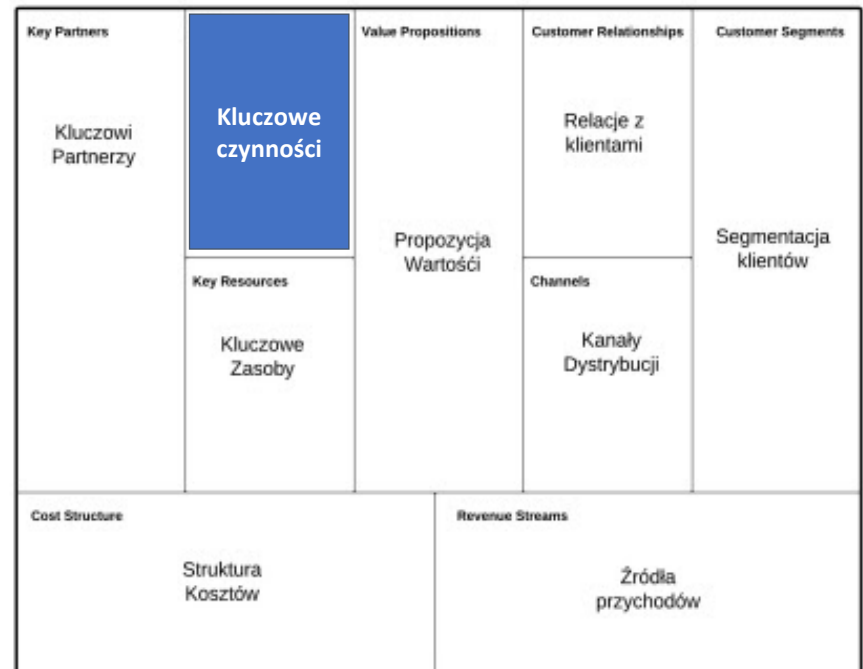 Key Partners
Kluczowi
Partnerzy
Kluczowe
czynności
Key Resources
Kluczowe
Zasoby
Value Propositions
Propozycja
Wartośći
Customer Relationships
Relacje z
klientami
Channels
Kanały
Dystrybucji
Customer Segments
Segmentacja
klientów
Cost Structure
Struktura
Kosztów
Revenue Streams
Źródła
przychodów